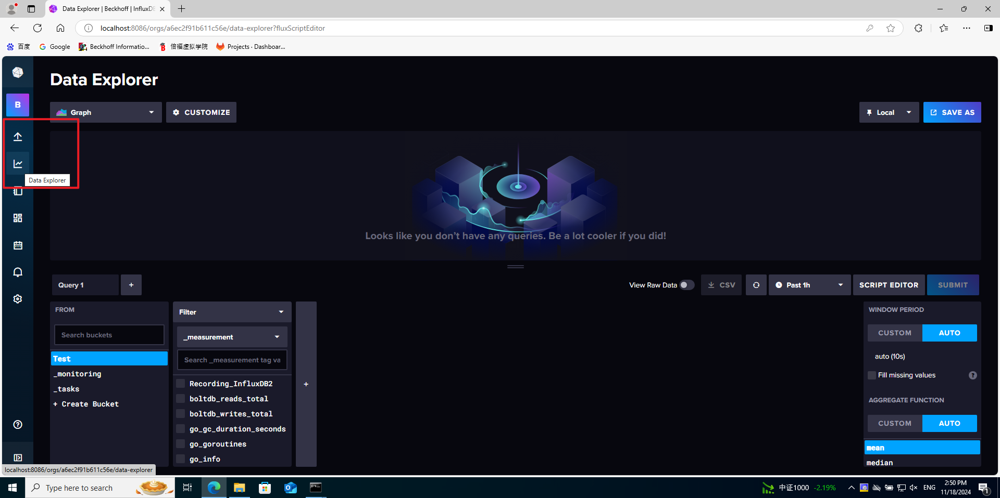 Data Explorer | Beckhoff | InfluxDB
localhost:8086/orgs/a6ec2f91b611c56e/data-explorer?fluxScriptEditor
百度
Google
Beckhoff Informatio...
倍福虚拟学院
Projects · Dashboar...
Data Explorer
B
Graph
CUSTOMIZE
Local
SAVE AS
Data Explorer
Looks like you don't have any queries. Be a lot cooler if you did!
Query 1
+
View Raw Data
CSV
Past 1h
SCRIPT EDITOR
SUBMIT
FROM
Search buckets
Test
_monitoring
_tasks
+ Create Bucket
Filter
_measurement
Search _measurement tag va
Recording_InfluxDB2
boltdb_reads_total
boltdb_writes_total
go_gc_duration_seconds
go_goroutines
go_info
+
WINDOW PERIOD
CUSTOM
AUTO
auto (10s)
Fill missing values
?
AGGREGATE FUNCTION
CUSTOM
AUTO
mean
median
localhost:8086/orgs/a6ec2f91b611c56e/data-explorer
Type here to search
中证1000
-2.19%
ENG
2:50 PM
11/18/2024
1